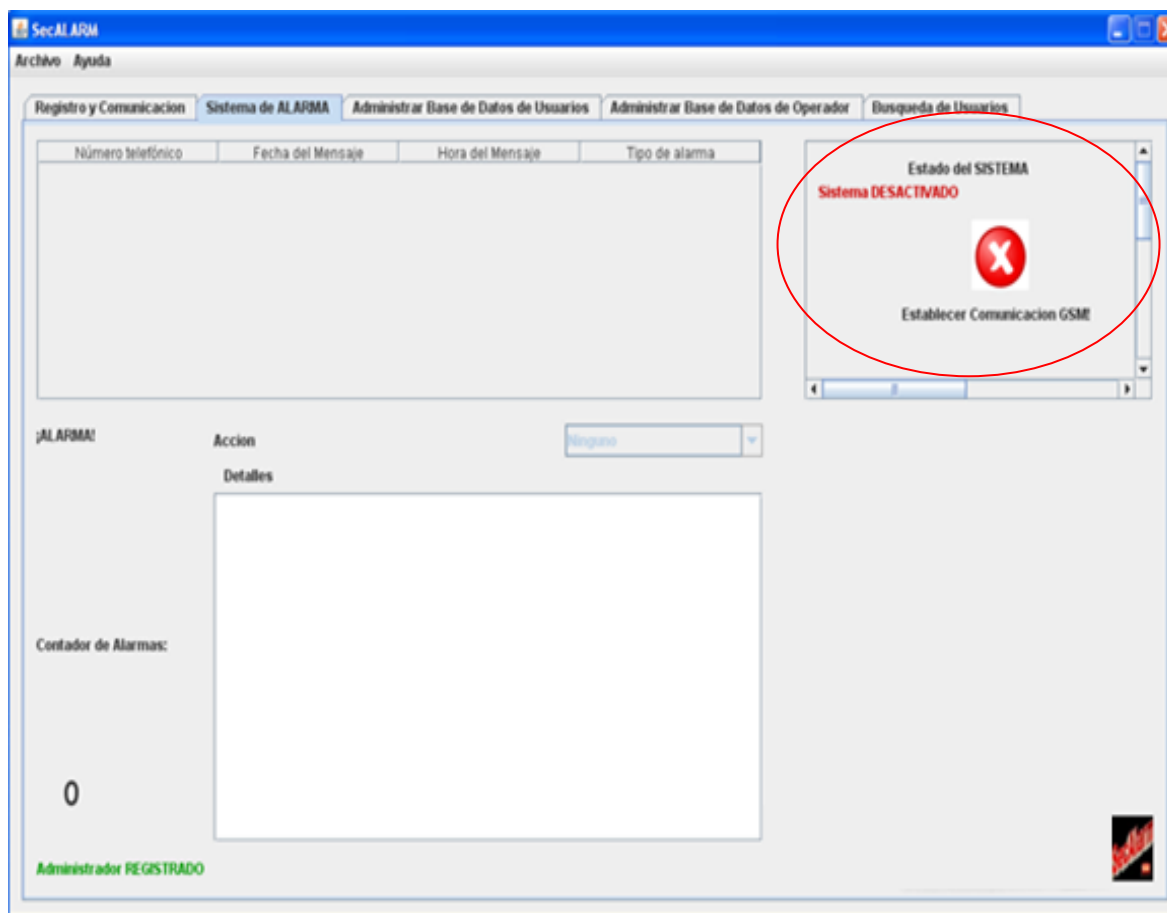 SecALARM
Archivo Ayuda
Registro y Comunicacion Sistema de ALARMA Administrar Base de Datos de Usuarios Administrar Base de Datos de Operador Busqueda de Usuarios
Número telefónico Fecha del Mensaje Hora del Mensaje Tipo de alarma
Estado del SISTEMA
Sistema DESACTIVADO
Establecer Comunicacion GSM!
¡ALARMA!
Accion Ninguno
Detalles
Contador de Alarmas:
0
Administrador REGISTRADO
SecAlarm